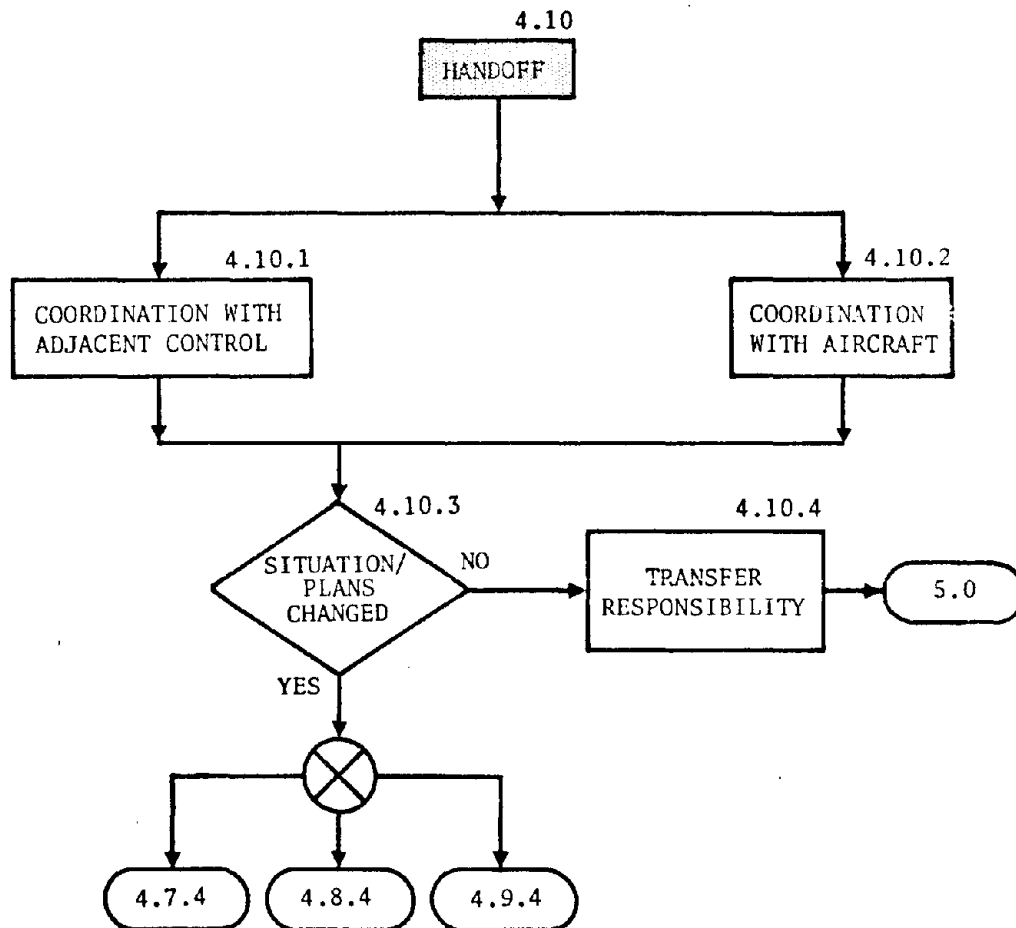 4.10
HANDOFF
4.10.1
COORDINATION WITH
ADJACENT CONTROL
4.10.2
COORDINATION
WITH AIRCRAFT
4.10.3
SITUATION/
PLANS
CHANGED
NO
YES
4.10.4
TRANSFER
RESPONSIBILITY
5.0
4.7.4
4.8.4
4.9.4